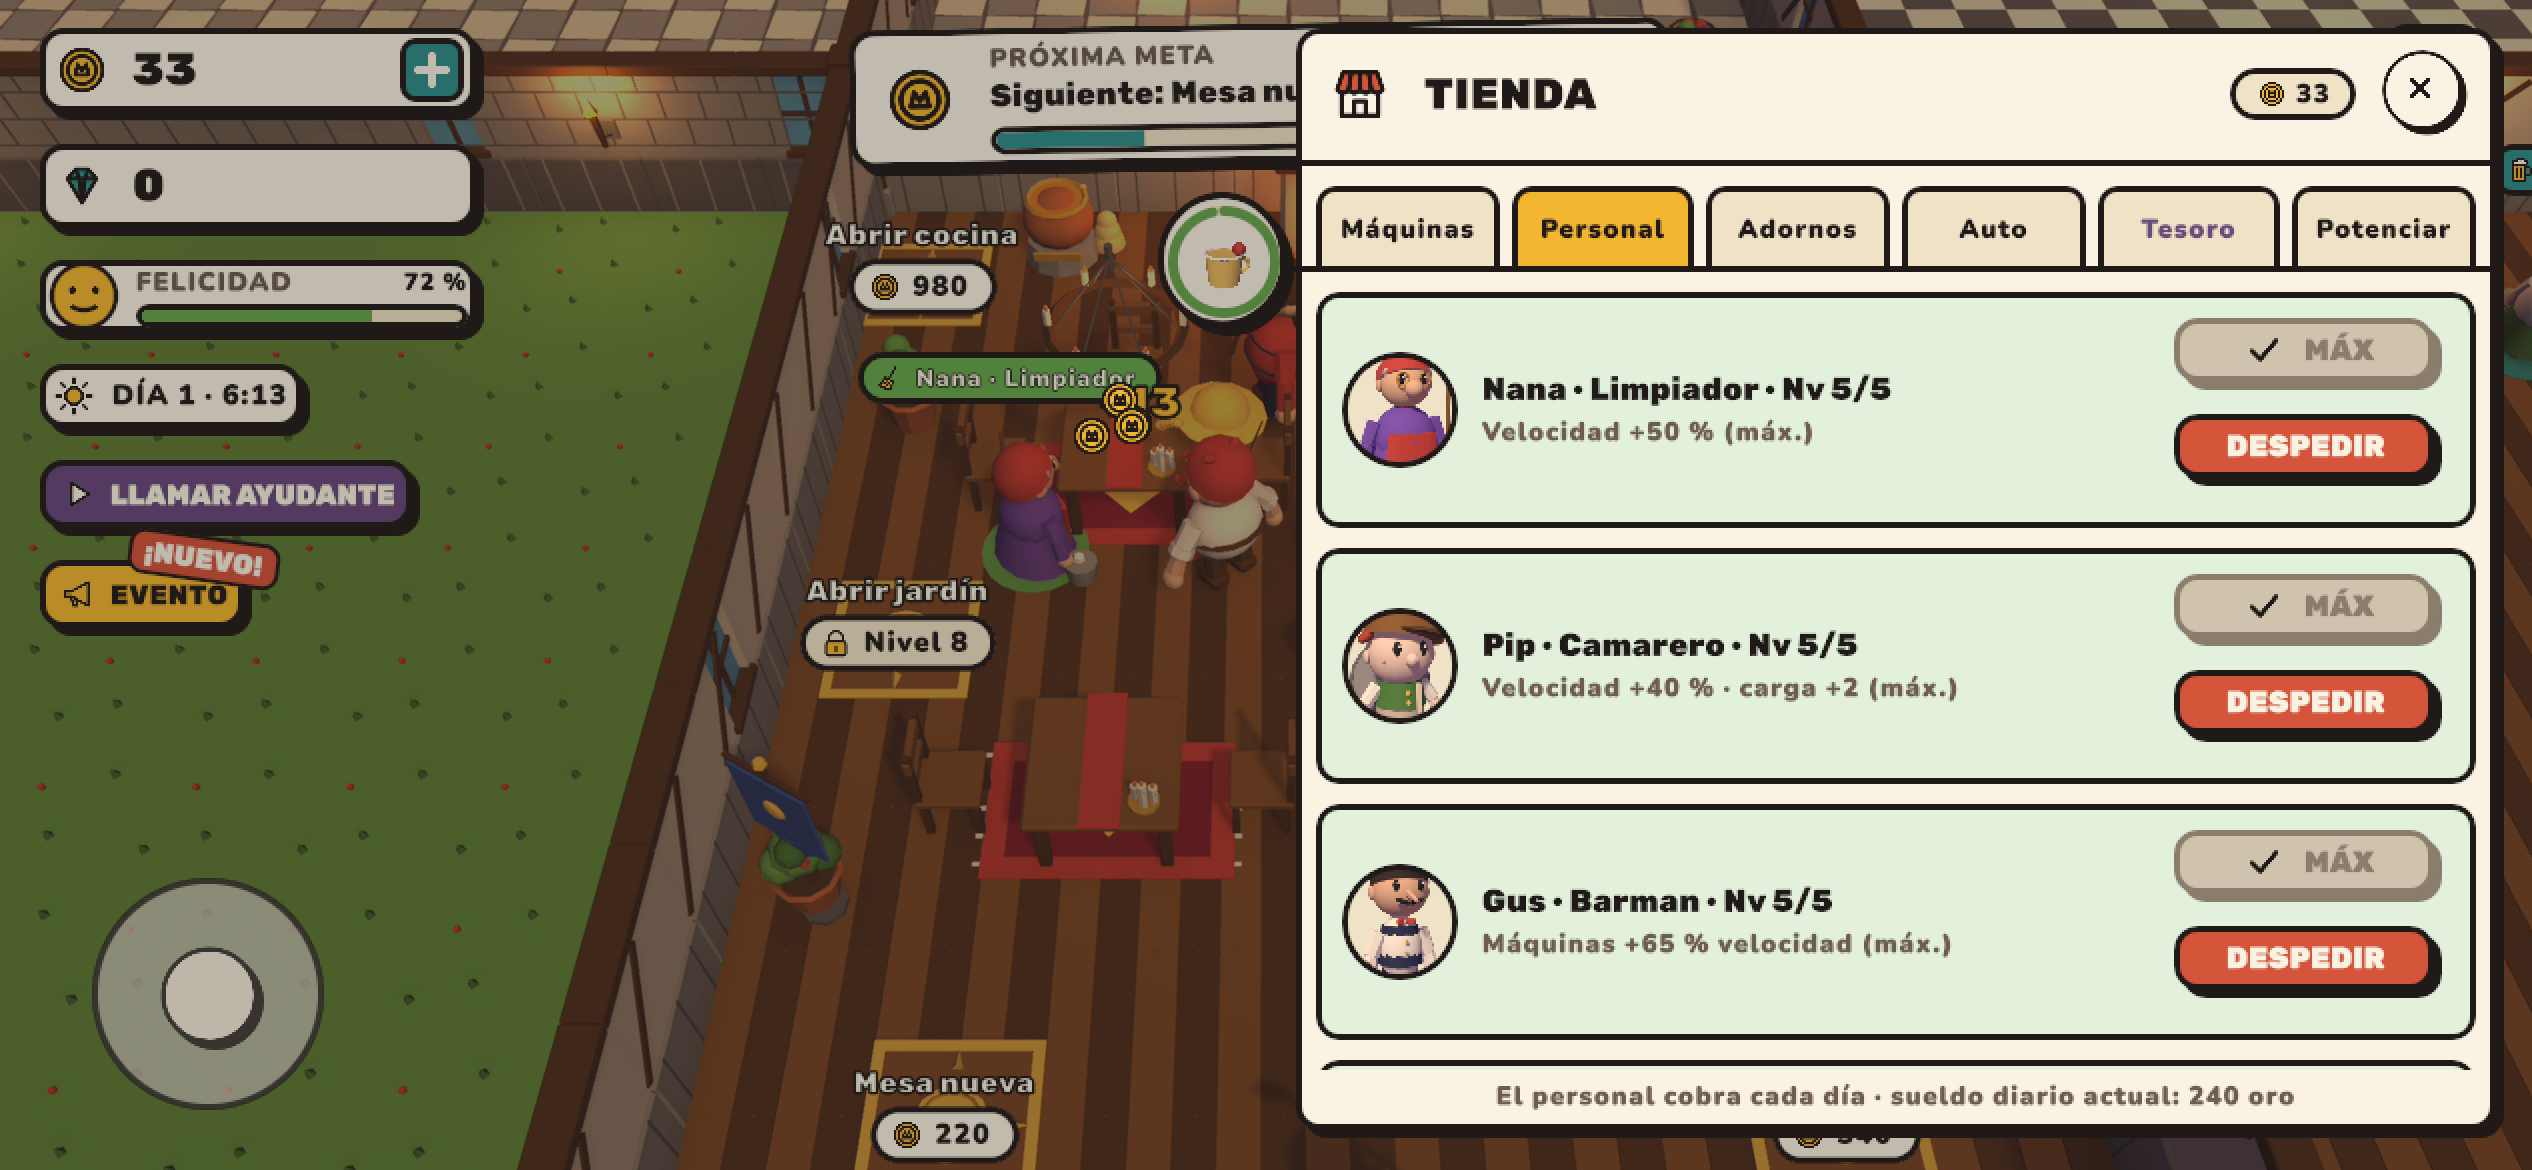 33
0
FELICIDAD 72 %
DÍA 1 · 6:13
LLAMAR AYUDANTE
¡NUEVO!
EVENTO
PRÓXIMA META
Siguiente: Mesa nu
Abrir cocina
980
Nana · Limpiador
13
Abrir jardín
Nivel 8
Mesa nueva
220
TIENDA
33
Máquinas
Personal
Adornos
Auto
Tesoro
Potenciar
Nana · Limpiador · Nv 5/5
Velocidad +50 % (máx.)
MÁX
DESPEDIR
Pip · Camarero · Nv 5/5
Velocidad +40 % · carga +2 (máx.)
MÁX
DESPEDIR
Gus · Barman · Nv 5/5
Máquinas +65 % velocidad (máx.)
MÁX
DESPEDIR
El personal cobra cada día · sueldo diario actual: 240 oro